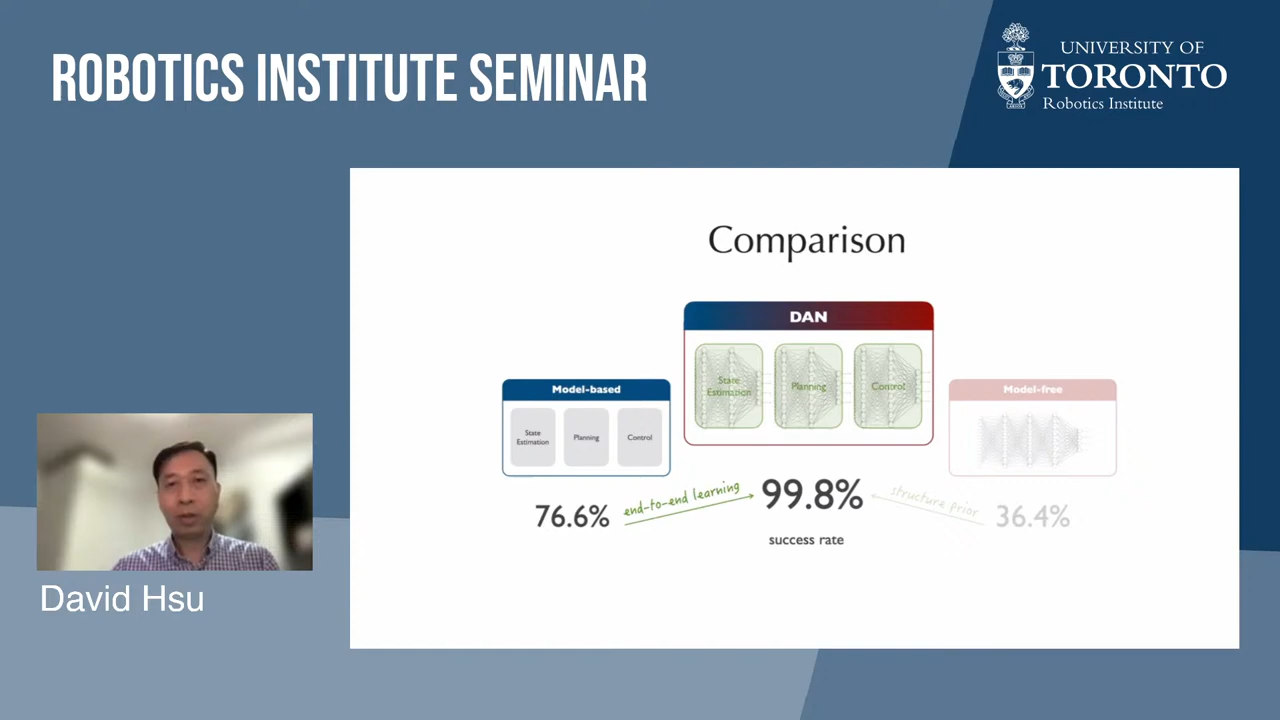 ROBOTICS INSTITUTE SEMINAR
UNIVERSITY OF
TORONTO
Robotics Institute
Comparison
DAN
State
Estimation
Planning
Control
Model-based
State
Estimation
Planning
Control
Model-free
76.6%
end-to-end learning
99.8%
structure prior
36.4%
success rate
David Hsu